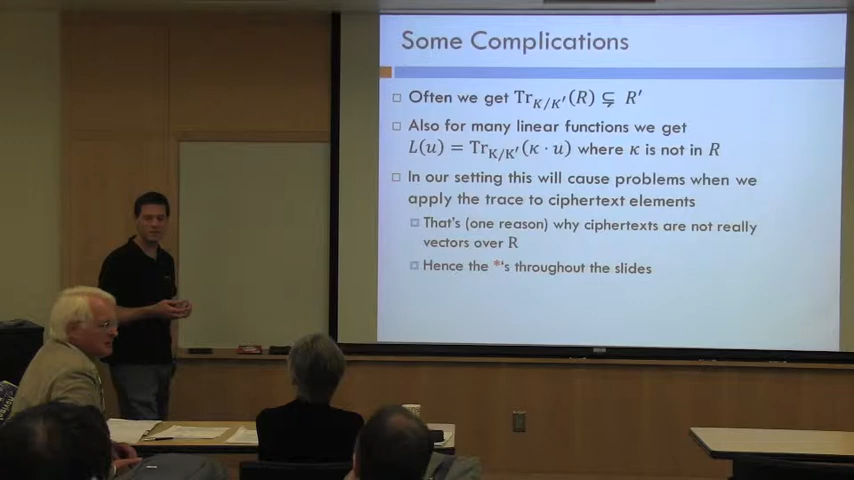 Some Complications
Often we get Tr_{K/K′}(R) ⊊ R′
Also for many linear functions we get
L(u) = Tr_{K/K′}(κ · u) where κ is not in R
In our setting this will cause problems when we
apply the trace to ciphertext elements
That's (one reason) why ciphertexts are not really
vectors over R
Hence the *'s throughout the slides